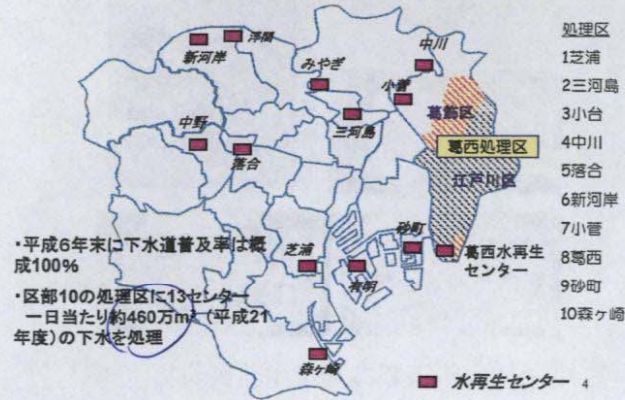 浮間
新河岸
中川
みやぎ
小菅
葛飾区
三河島
中野
落合
葛西処理区
江戸川区
砂町
芝浦
有明
葛西水再生
センター
森ヶ崎
処理区
1芝浦
2三河島
3小台
4中川
5落合
6新河岸
7小菅
8葛西
9砂町
10森ヶ崎
・平成6年末に下水道普及率は概
成100%
・区部10の処理区に13センター
一日当たり約460万m³(平成21
年度)の下水を処理
水再生センター
4